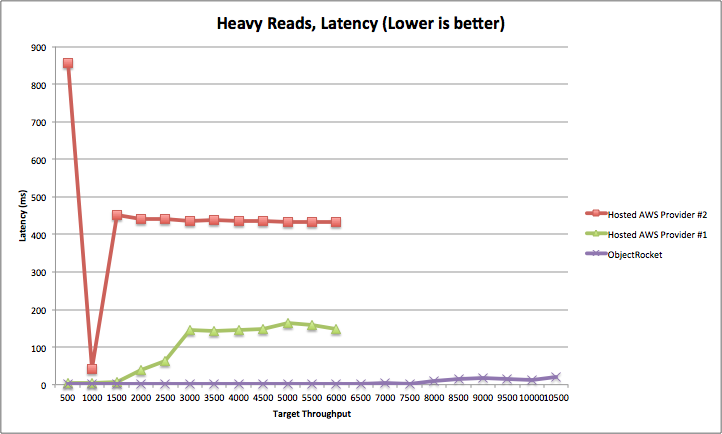 Heavy Reads, Latency (Lower is better)
900
800
700
600
500
400
300
200
100
0
Latency (ms)
500 1000 1500 2000 2500 3000 3500 4000 4500 5000 5500 6000 6500 7000 7500 8000 8500 9000 9500 10000 10500
Target Throughput
Hosted AWS Provider #2
Hosted AWS Provider #1
ObjectRocket